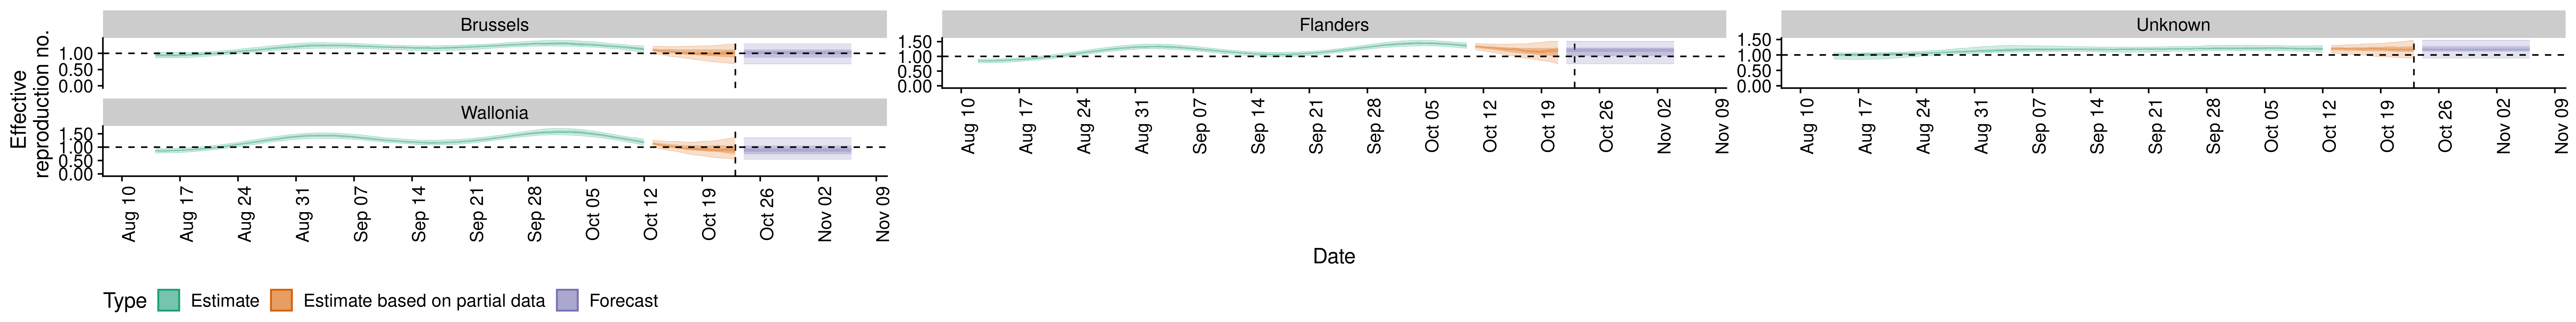 Effective
reproduction no.
Brussels
1.00
0.50
0.00
Wallonia
1.50
1.00
0.50
0.00
Aug 10 Aug 17 Aug 24 Aug 31 Sep 07 Sep 14 Sep 21 Sep 28 Oct 05 Oct 12 Oct 19 Oct 26 Nov 02 Nov 09
Flanders
1.50
1.00
0.50
0.00
Aug 10 Aug 17 Aug 24 Aug 31 Sep 07 Sep 14 Sep 21 Sep 28 Oct 05 Oct 12 Oct 19 Oct 26 Nov 02 Nov 09
Unknown
1.50
1.00
0.50
0.00
Aug 10 Aug 17 Aug 24 Aug 31 Sep 07 Sep 14 Sep 21 Sep 28 Oct 05 Oct 12 Oct 19 Oct 26 Nov 02 Nov 09
Date
Type Estimate Estimate based on partial data Forecast